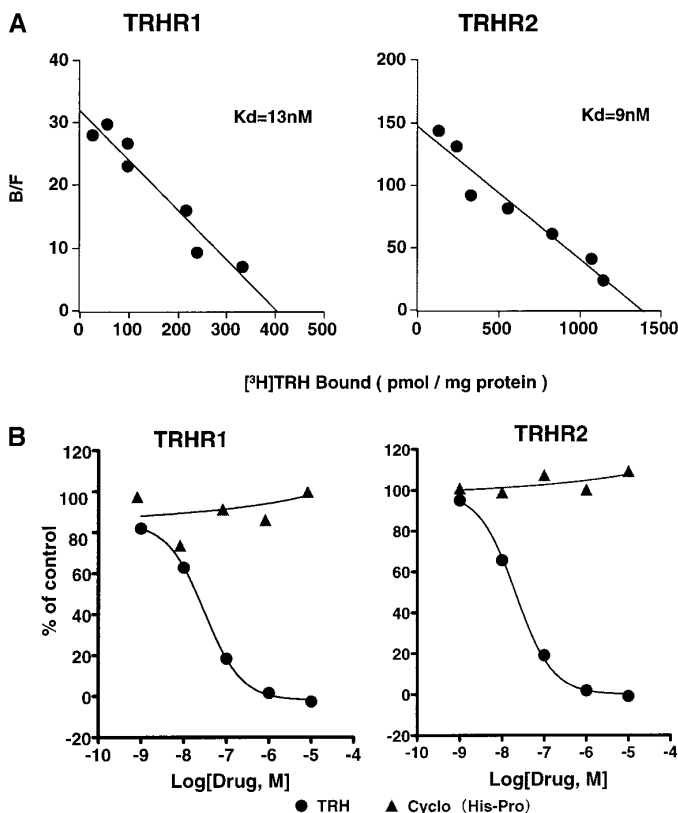 A
TRHR1
TRHR2
40
30
20
10
0
B/F
Kd=13nM
0 100 200 300 400 500
200
150
100
50
0
Kd=9nM
0 500 1000 1500
[³H]TRH Bound ( pmol / mg protein )
B
TRHR1
TRHR2
120
100
80
60
40
20
0
-20
% of control
-10 -9 -8 -7 -6 -5 -4
Log[Drug, M]
120
100
80
60
40
20
0
-20
-10 -9 -8 -7 -6 -5 -4
Log[Drug, M]
● TRH ▲ Cyclo (His-Pro)